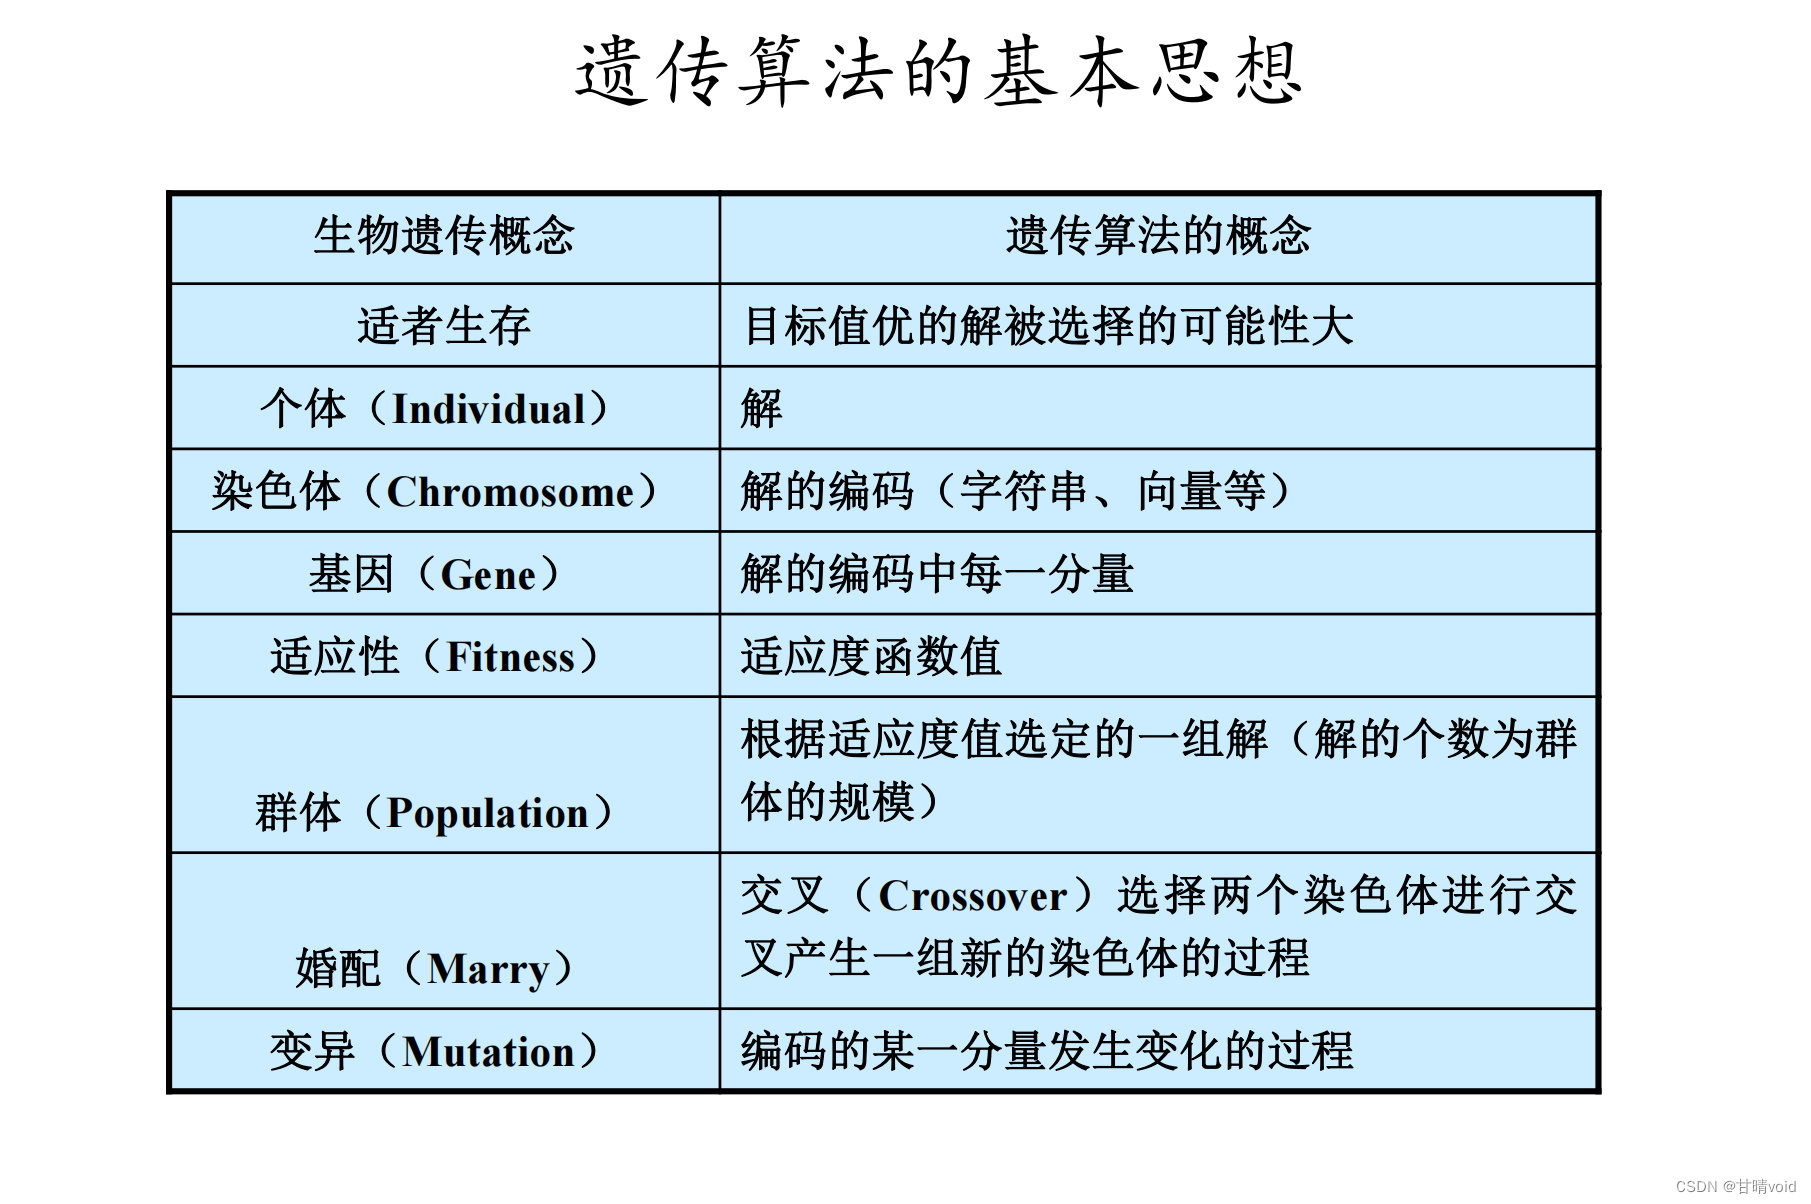 遗传算法的基本思想
生物遗传概念
遗传算法的概念
适者生存
目标值优的解被选择的可能性大
个体（Individual）
解
染色体（Chromosome）
解的编码（字符串、向量等）
基因（Gene）
解的编码中每一分量
适应性（Fitness）
适应度函数值
群体（Population）
根据适应度值选定的一组解（解的个数为群
体的规模）
婚配（Marry）
交叉（Crossover）选择两个染色体进行交
叉产生一组新的染色体的过程
变异（Mutation）
编码的某一分量发生变化的过程
CSDN @甘晴void